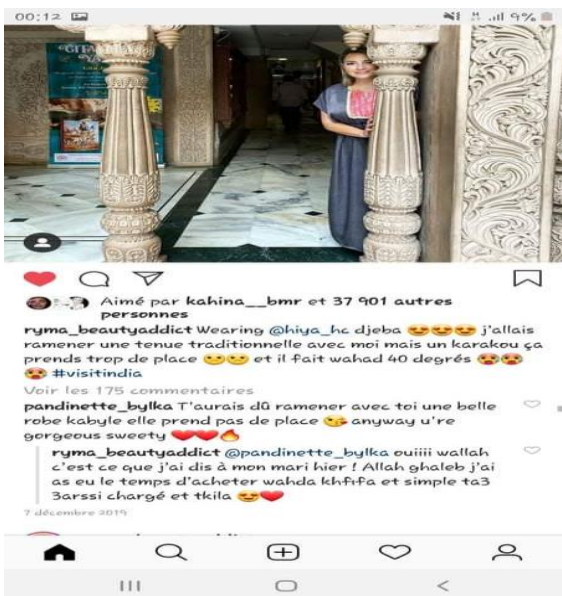 00:12
9%
Aimé par kahina__bmr et 37 901 autres
personnes
ryma_beautyaddict Wearing @hiya_hc djeba 😍😍😍 j'allais
ramener une tenue traditionnelle avec moi mais un karakou ça
prends trop de place 🙁🙁 et il fait wahad 40 degrés 🥵🥵
🥵 #visitindia
Voir les 175 commentaires
pandinette_bylka T'aurais dû ramener avec toi une belle
robe kabyle elle prend pas de place 😘 anyway u're
gorgeous sweety ❤️❤️🔥
ryma_beautyaddict @pandinette_bylka ouiiii wallah
c'est ce que j'ai dis à mon mari hier ! Allah ghaleb j'ai
as eu le temps d'acheter wahda khfifa et simple ta3
3arssi chargé et tkila 😍❤️
7 décembre 2019